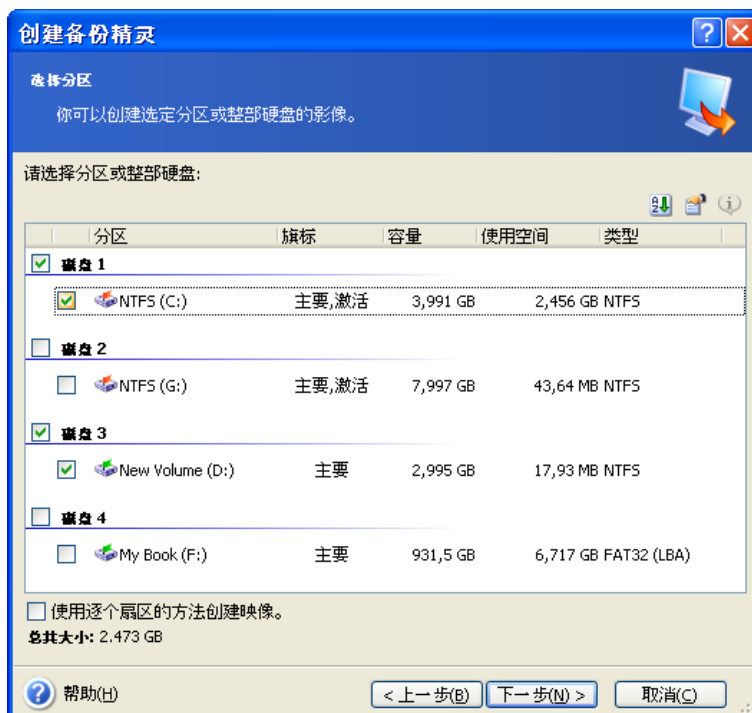 创建备份精灵
选择分区
你可以创建选定分区或整部硬盘的影像。
请选择分区或整部硬盘:
分区 旗标 容量 使用空间 类型
磁盘 1
NTFS (C:) 主要,激活 3,991 GB 2,456 GB NTFS
磁盘 2
NTFS (G:) 主要,激活 7,997 GB 43,64 MB NTFS
磁盘 3
New Volume (D:) 主要 2,995 GB 17,93 MB NTFS
磁盘 4
My Book (F:) 主要 931,5 GB 6,717 GB FAT32 (LBA)
使用逐个扇区的方法创建映像。
总共大小: 2.473 GB
帮助(H) < 上一步(B) 下一步(N) > 取消(C)